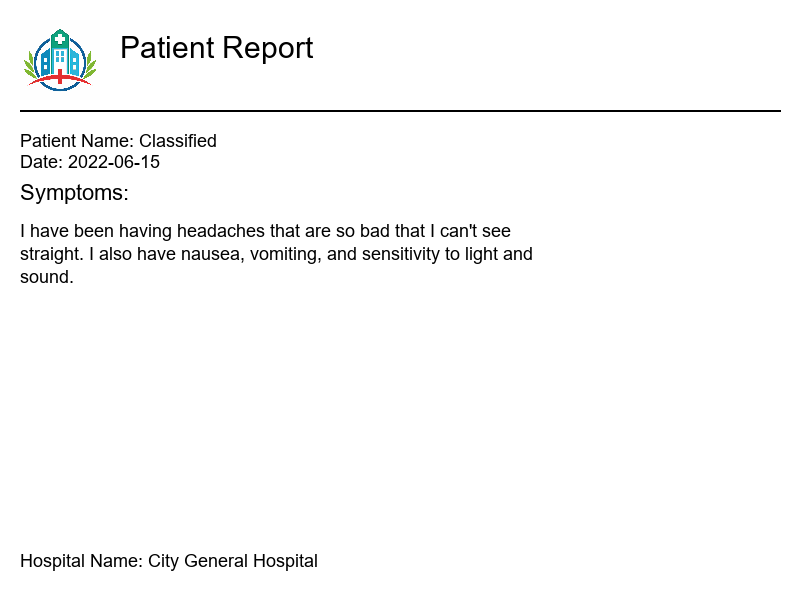 Patient Report
Patient Name: Classified
Date: 2022-06-15
Symptoms:
I have been having headaches that are so bad that I can't see
straight. I also have nausea, vomiting, and sensitivity to light and
sound.
Hospital Name: City General Hospital